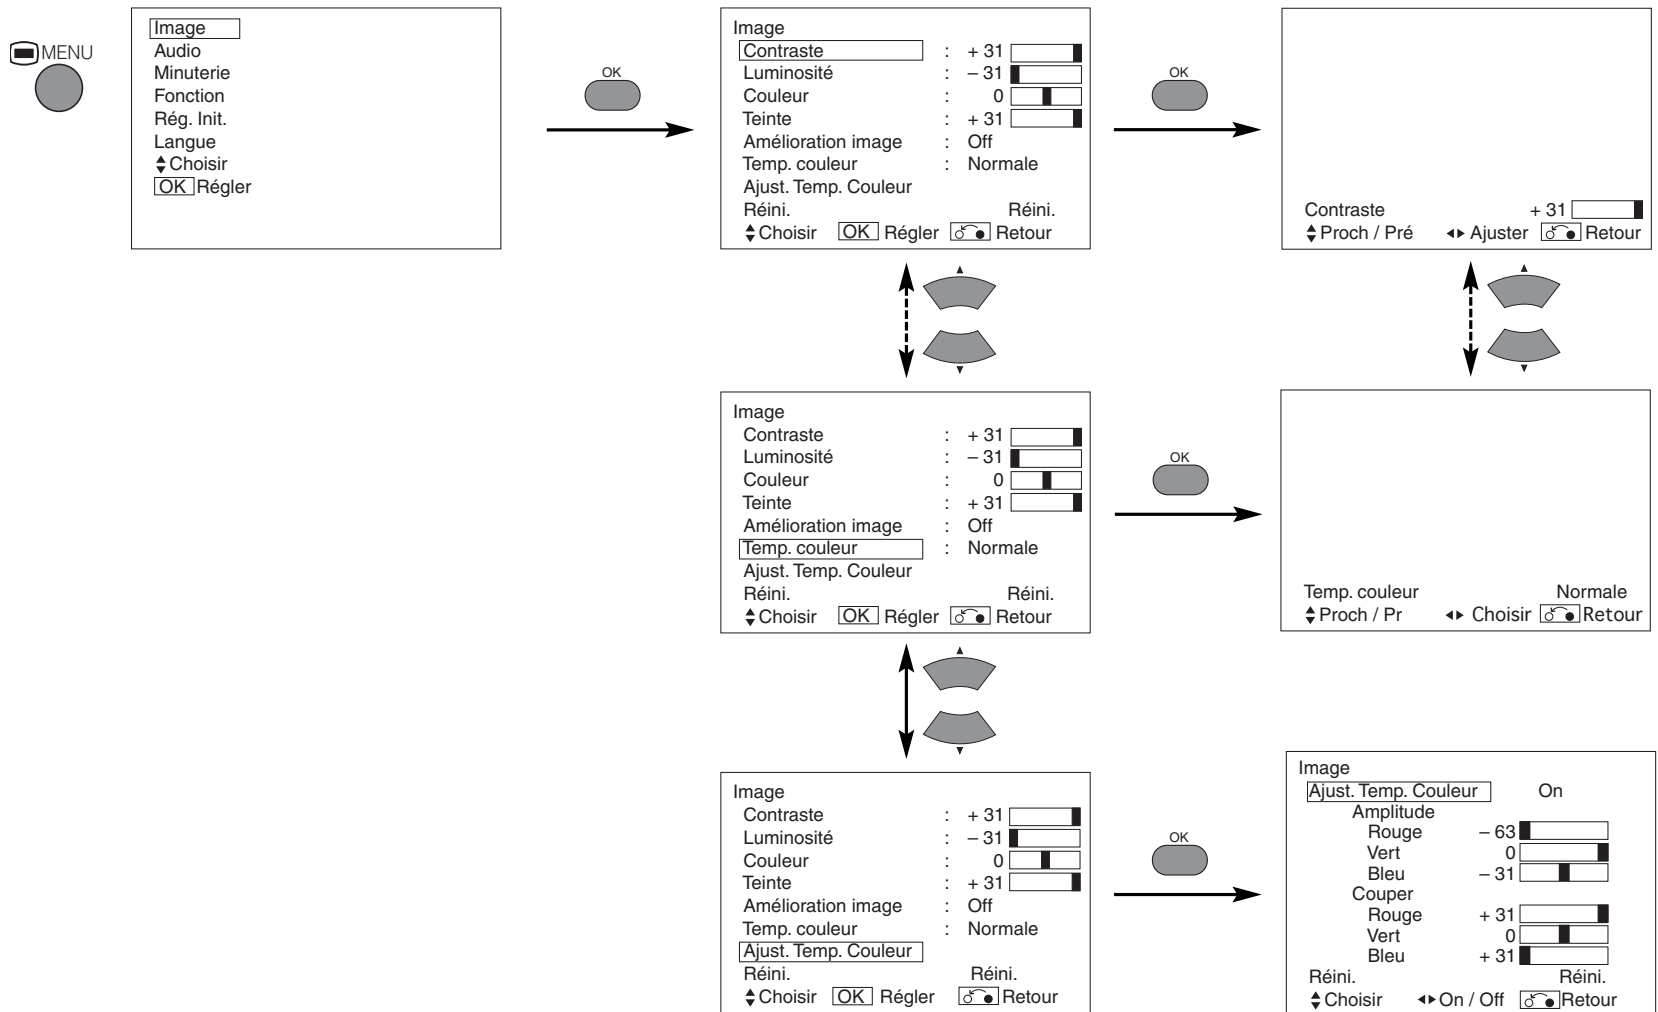 MENU
Image
Audio
Minuterie
Fonction
Rég. Init.
Langue
Choisir
OK Régler
OK
Image
Contraste : + 31
Luminosité : – 31
Couleur : 0
Teinte : + 31
Amélioration image : Off
Temp. couleur : Normale
Ajust. Temp. Couleur
Réini. Réini.
Choisir OK Régler Retour
OK
Contraste + 31
Proch / Pré Ajuster Retour
Image
Contraste : + 31
Luminosité : – 31
Couleur : 0
Teinte : + 31
Amélioration image : Off
Temp. couleur : Normale
Ajust. Temp. Couleur
Réini. Réini.
Choisir OK Régler Retour
OK
Temp. couleur Normale
Proch / Pr Choisir Retour
Image
Contraste : + 31
Luminosité : – 31
Couleur : 0
Teinte : + 31
Amélioration image : Off
Temp. couleur : Normale
Ajust. Temp. Couleur
Réini. Réini.
Choisir OK Régler Retour
OK
Image
Ajust. Temp. Couleur On
Amplitude
Rouge – 63
Vert 0
Bleu – 31
Couper
Rouge + 31
Vert 0
Bleu + 31
Réini. Réini.
Choisir On / Off Retour